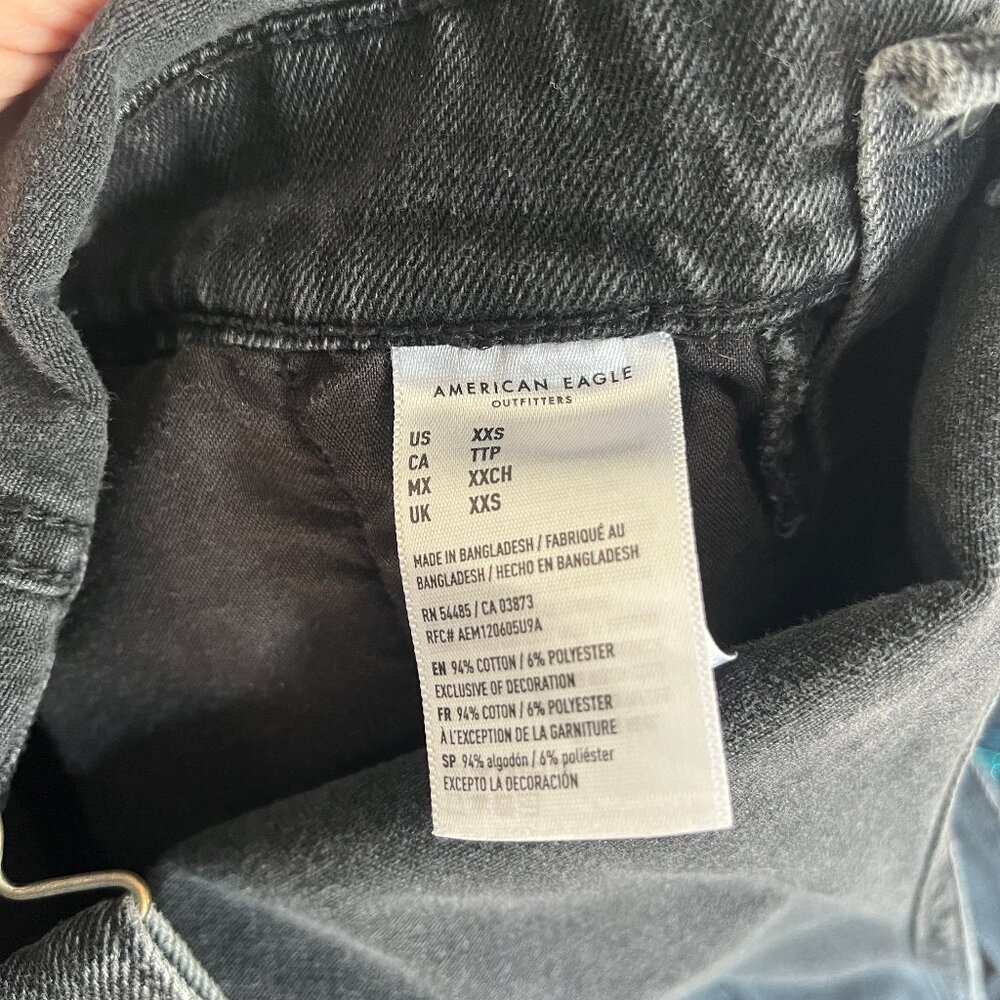 AMERICAN EAGLE
OUTFITTERS
US XXS
CA TTP
MX XXCH
UK XXS
MADE IN BANGLADESH / FABRIQUÉ AU
BANGLADESH / HECHO EN BANGLADESH
RN 54485 / CA 03873
RFC# AEM120605U9A
EN 94% COTTON / 6% POLYESTER
EXCLUSIVE OF DECORATION
FR 94% COTON / 6% POLYESTER
À L'EXCEPTION DE LA GARNITURE
SP 94% algodón / 6% poliéster
EXCEPTO LA DECORACIÓN